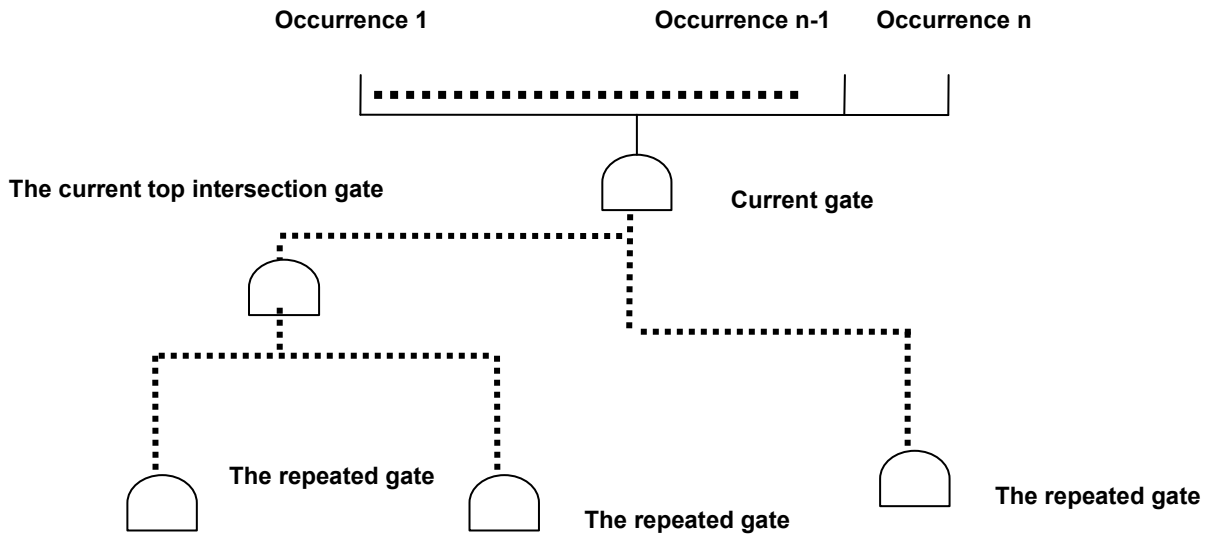 Occurrence 1 Occurrence n-1 Occurrence n
The current top intersection gate
Current gate
The repeated gate
The repeated gate
The repeated gate